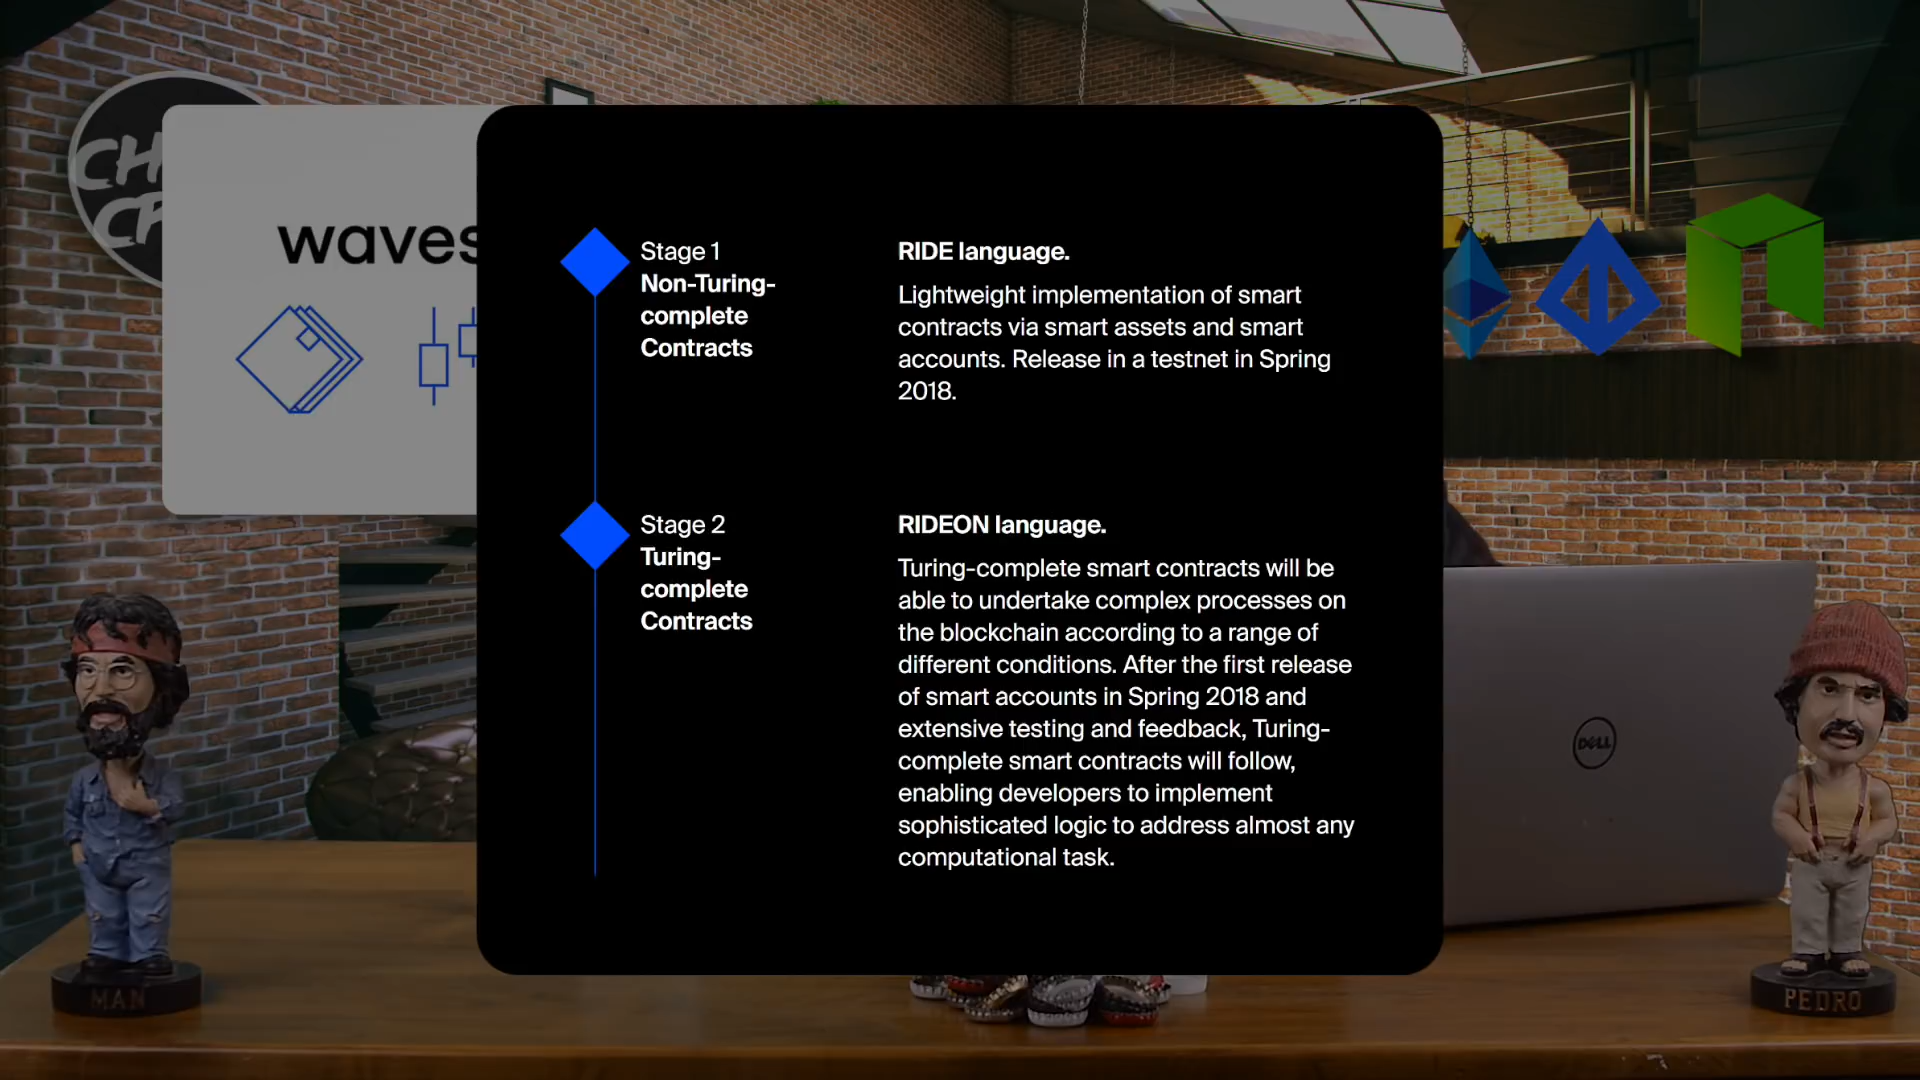 CH
CR
waves
Stage 1
Non-Turing-
complete
Contracts
RIDE language.
Lightweight implementation of smart
contracts via smart assets and smart
accounts. Release in a testnet in Spring
2018.
Stage 2
Turing-
complete
Contracts
RIDEON language.
Turing-complete smart contracts will be
able to undertake complex processes on
the blockchain according to a range of
different conditions. After the first release
of smart accounts in Spring 2018 and
extensive testing and feedback, Turing-
complete smart contracts will follow,
enabling developers to implement
sophisticated logic to address almost any
computational task.
DELL
MAN
PEDRO